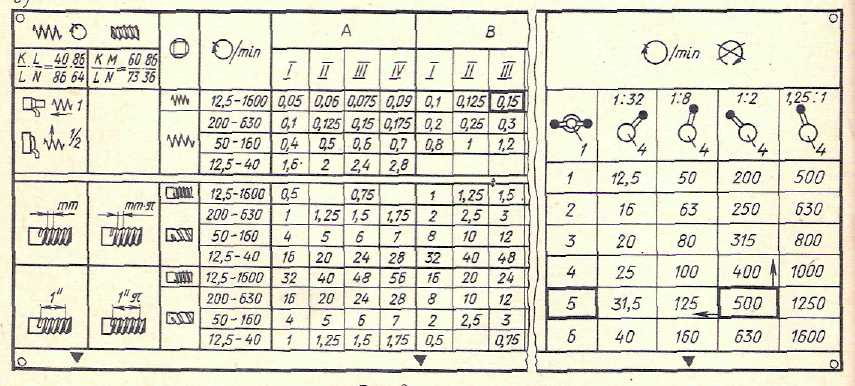 в)
K/L · L/N = 40/86 · 86/64 K/L · M/N = 60/73 · 86/36 /min A B /min
I II III IV I II III
1:32 1:8 1:2 1,25:1
1 4 4 4 4
1 12,5-1600 0,05 0,06 0,075 0,09 0,1 0,125 0,15
200-630 0,1 0,125 0,15 0,175 0,2 0,25 0,3
1/2 50-160 0,4 0,5 0,6 0,7 0,8 1 1,2
12,5-40 1,6 2 2,4 2,8
mm mm·π 12,5-1600 0,5 0,75 1 1,25 1,5
200-630 1 1,25 1,5 1,75 2 2,5 3
50-160 4 5 6 7 8 10 12
12,5-40 16 20 24 28 32 40 48
1" 1"π 12,5-1600 32 40 48 56 16 20 24
200-630 16 20 24 28 8 10 12
50-160 4 5 6 7 2 2,5 3
12,5-40 1 1,25 1,5 1,75 0,5 0,75
1 12,5 50 200 500
2 16 63 250 630
3 20 80 315 800
4 25 100 400 1000
5 31,5 125 500 1250
6 40 160 630 1600